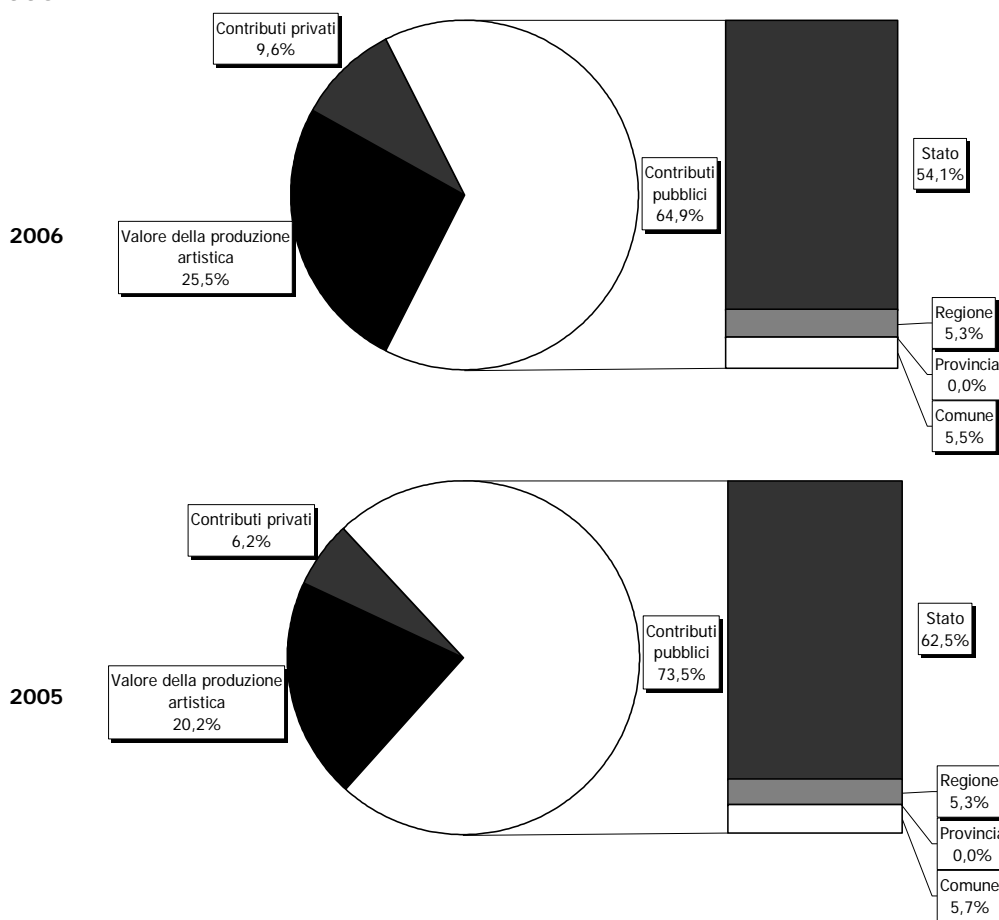 Contributi privati
9,6%
2006
Valore della produzione
artistica
25,5%
Contributi
pubblici
64,9%
Stato
54,1%
Regione
5,3%
Provincia
0,0%
Comune
5,5%
Contributi privati
6,2%
2005
Valore della produzione
artistica
20,2%
Contributi
pubblici
73,5%
Stato
62,5%
Regione
5,3%
Provincia
0,0%
Comune
5,7%